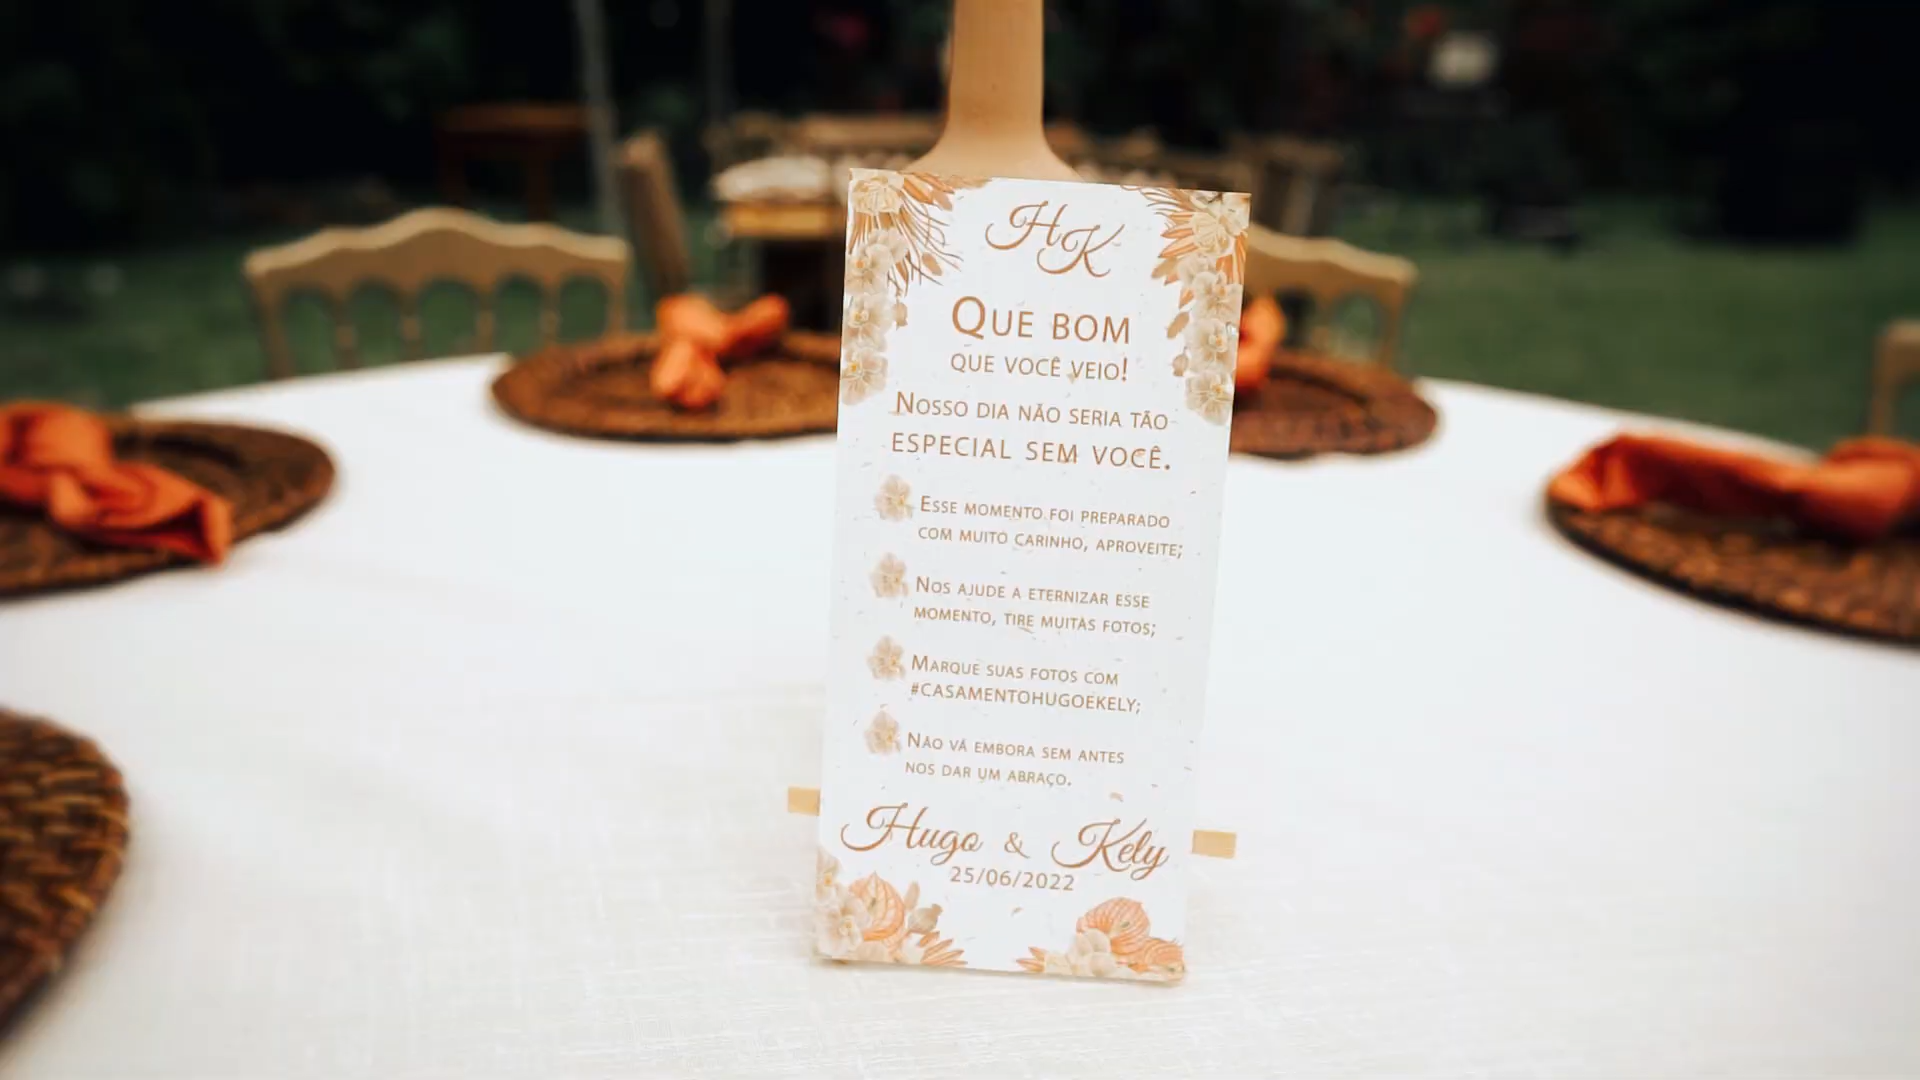 HK
QUE BOM
QUE VOCÊ VEIO!
NOSSO DIA NÃO SERIA TÃO
ESPECIAL SEM VOCÊ.
ESSE MOMENTO FOI PREPARADO
COM MUITO CARINHO, APROVEITE;
NOS AJUDE A ETERNIZAR ESSE
MOMENTO, TIRE MUITAS FOTOS;
MARQUE SUAS FOTOS COM
#CASAMENTOHUGOEKELY;
NÃO VÁ EMBORA SEM ANTES
NOS DAR UM ABRAÇO.
Hugo & Kely
25/06/2022